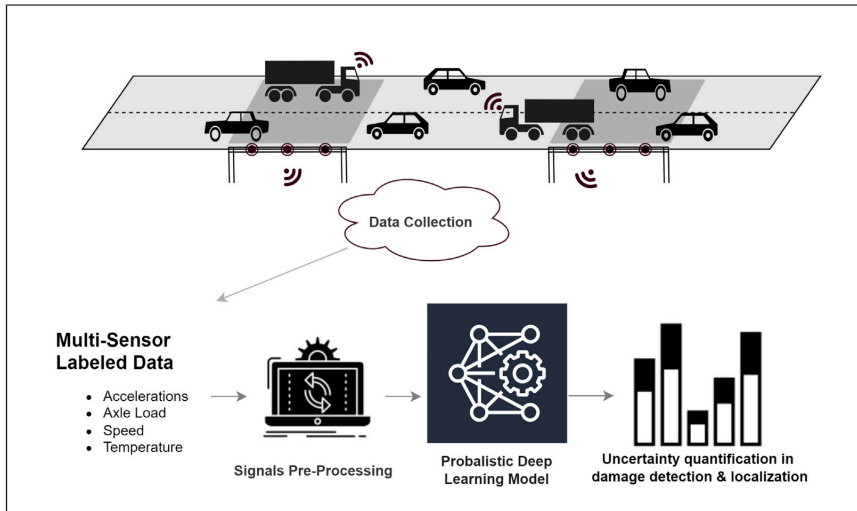 Data Collection
Multi-Sensor
Labeled Data
• Accelerations
• Axle Load
• Speed
• Temperature
Signals Pre-Processing
Probalistic Deep
Learning Model
Uncertainty quantification in
damage detection & localization